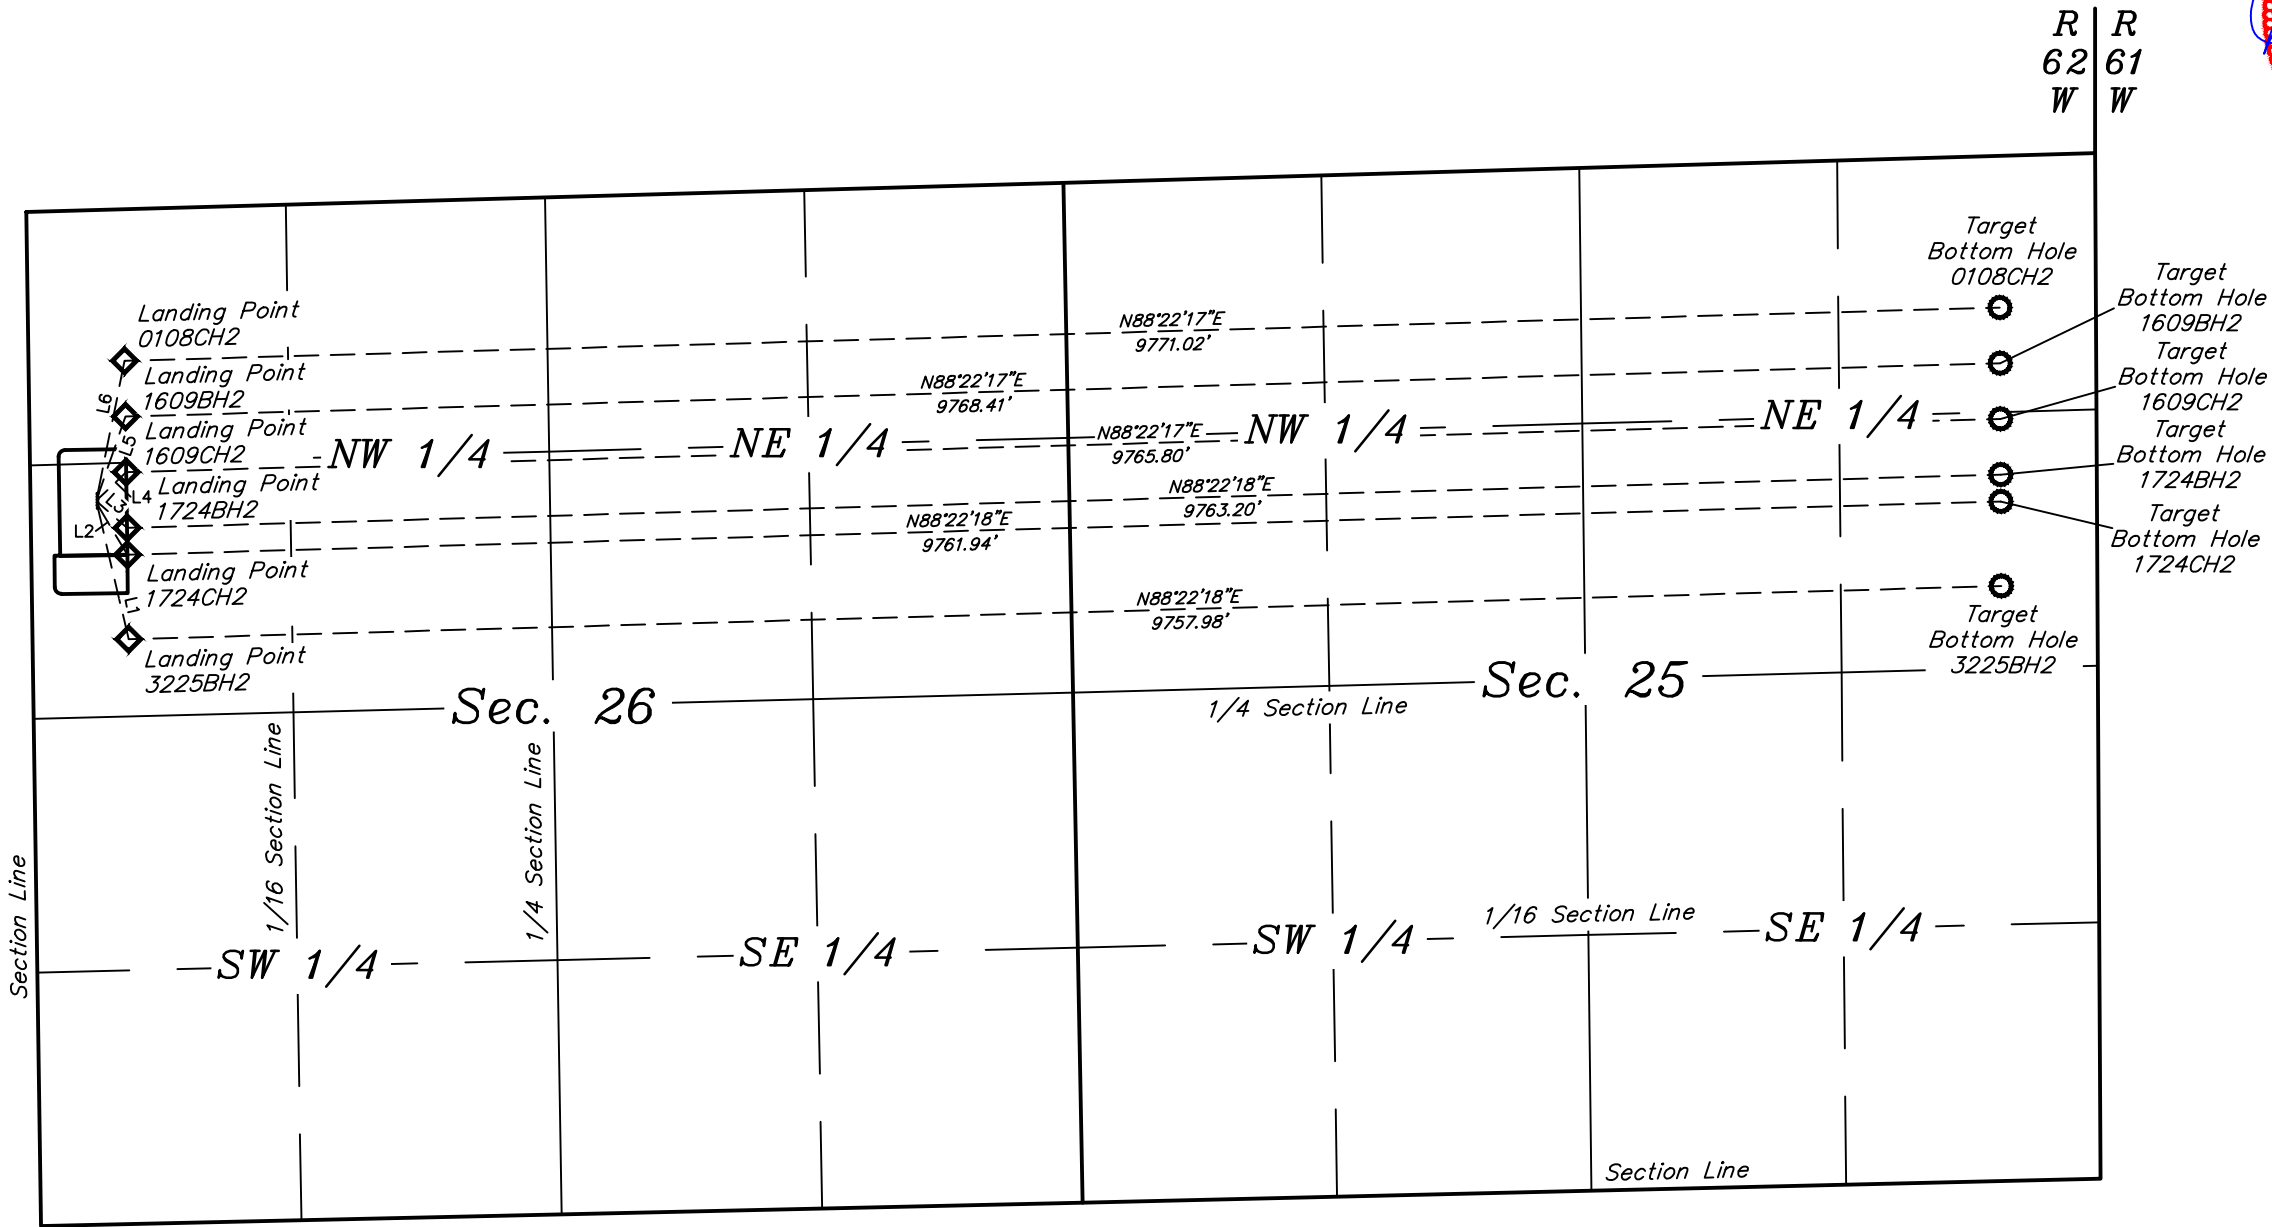 R R
62 61
W W
Target
Bottom Hole
0108CH2
Target
Bottom Hole
1609BH2
Target
Bottom Hole
1609CH2
Target
Bottom Hole
1724BH2
Target
Bottom Hole
1724CH2
Target
Bottom Hole
3225BH2
Landing Point
0108CH2
Landing Point
1609BH2
Landing Point
1609CH2
Landing Point
1724BH2
Landing Point
1724CH2
Landing Point
3225BH2
L6
L5
L4
L3
L2
L1
N88°22'17"E
9771.02'
N88°22'17"E
9768.41'
N88°22'17"E
9765.80'
N88°22'18"E
9763.20'
N88°22'18"E
9761.94'
N88°22'18"E
9757.98'
NW 1/4
NE 1/4
NW 1/4
NE 1/4
Sec. 26
Sec. 25
1/4 Section Line
1/16 Section Line
1/4 Section Line
Section Line
1/16 Section Line
SW 1/4
SE 1/4
SW 1/4
SE 1/4
Section Line